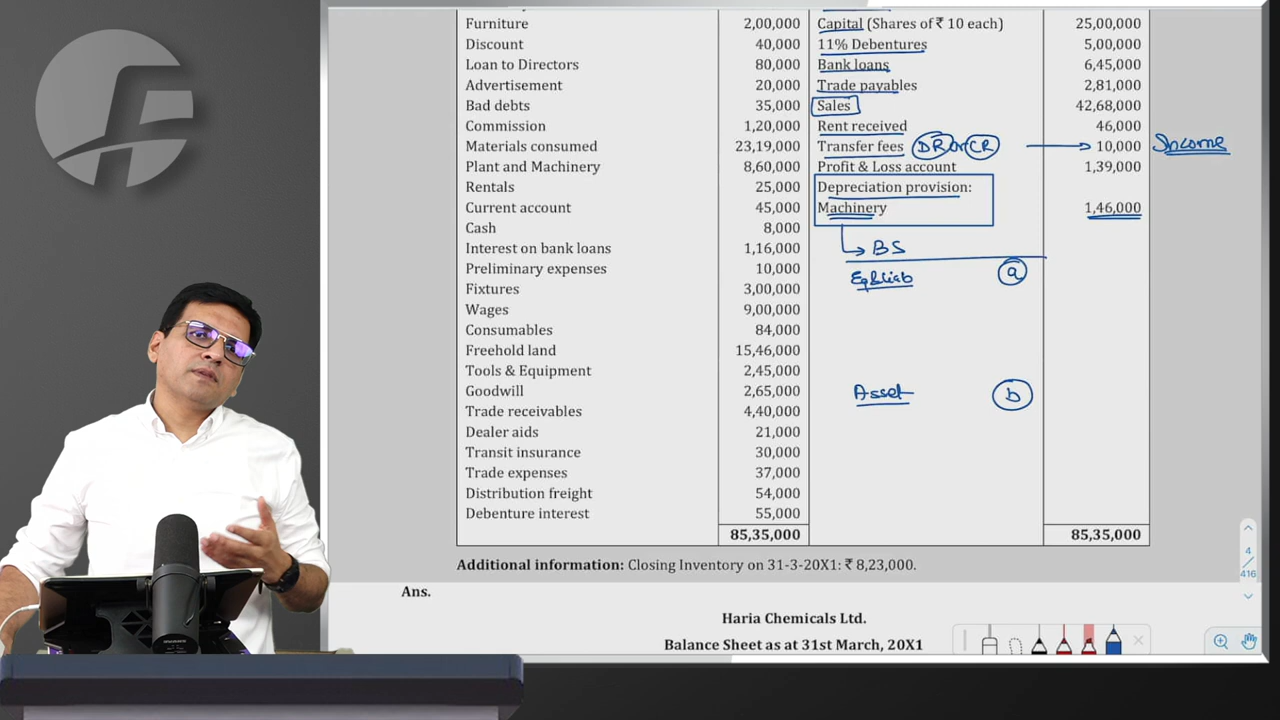 Furniture 2,00,000 Capital (Shares of ₹ 10 each) 25,00,000
Discount 40,000 11% Debentures 5,00,000
Loan to Directors 80,000 Bank loans 6,45,000
Advertisement 20,000 Trade payables 2,81,000
Bad debts 35,000 Sales 42,68,000
Commission 1,20,000 Rent received 46,000
Materials consumed 23,19,000 Transfer fees DR or CR 10,000 Income
Plant and Machinery 8,60,000 Profit & Loss account 1,39,000
Rentals 25,000 Depreciation provision:
Current account 45,000 Machinery 1,46,000
Cash 8,000
Interest on bank loans 1,16,000 BS
Preliminary expenses 10,000 Eq & Liab a
Fixtures 3,00,000
Wages 9,00,000
Consumables 84,000
Freehold land 15,46,000
Tools & Equipment 2,45,000
Goodwill 2,65,000 Asset b
Trade receivables 4,40,000
Dealer aids 21,000
Transit insurance 30,000
Trade expenses 37,000
Distribution freight 54,000
Debenture interest 55,000
85,35,000 85,35,000
Additional information: Closing Inventory on 31-3-20X1: ₹ 8,23,000.
Ans.
Haria Chemicals Ltd.
Balance Sheet as at 31st March, 20X1
4
416